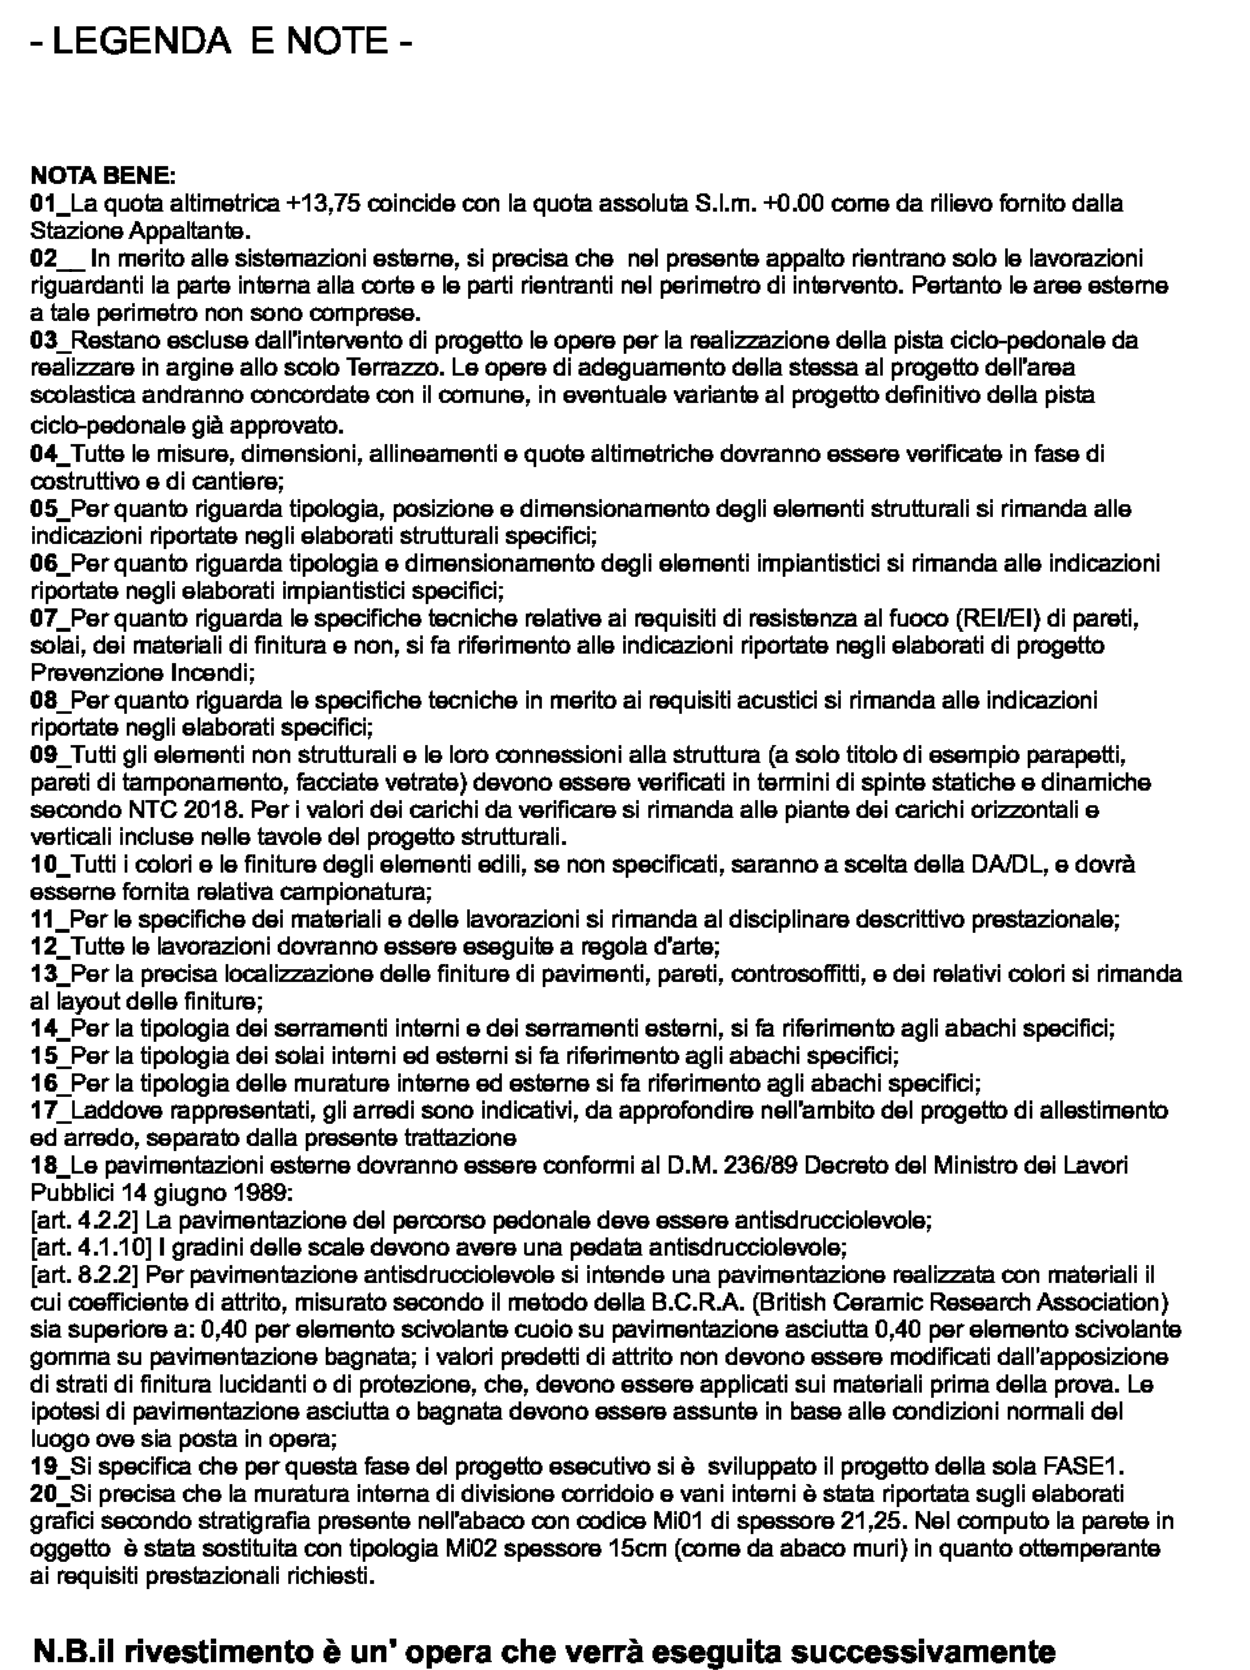 - LEGENDA E NOTE -
NOTA BENE:
01_La quota altimetrica +13,75 coincide con la quota assoluta S.l.m. +0.00 come da rilievo fornito dalla
Stazione Appaltante.
02__ In merito alle sistemazioni esterne, si precisa che nel presente appalto rientrano solo le lavorazioni
riguardanti la parte interna alla corte e le parti rientranti nel perimetro di intervento. Pertanto le aree esterne
a tale perimetro non sono comprese.
03_Restano escluse dall'intervento di progetto le opere per la realizzazione della pista ciclo-pedonale da
realizzare in argine allo scolo Terrazzo. Le opere di adeguamento della stessa al progetto dell'area
scolastica andranno concordate con il comune, in eventuale variante al progetto definitivo della pista
ciclo-pedonale già approvato.
04_Tutte le misure, dimensioni, allineamenti e quote altimetriche dovranno essere verificate in fase di
costruttivo e di cantiere;
05_Per quanto riguarda tipologia, posizione e dimensionamento degli elementi strutturali si rimanda alle
indicazioni riportate negli elaborati strutturali specifici;
06_Per quanto riguarda tipologia e dimensionamento degli elementi impiantistici si rimanda alle indicazioni
riportate negli elaborati impiantistici specifici;
07_Per quanto riguarda le specifiche tecniche relative ai requisiti di resistenza al fuoco (REI/EI) di pareti,
solai, dei materiali di finitura e non, si fa riferimento alle indicazioni riportate negli elaborati di progetto
Prevenzione Incendi;
08_Per quanto riguarda le specifiche tecniche in merito ai requisiti acustici si rimanda alle indicazioni
riportate negli elaborati specifici;
09_Tutti gli elementi non strutturali e le loro connessioni alla struttura (a solo titolo di esempio parapetti,
pareti di tamponamento, facciate vetrate) devono essere verificati in termini di spinte statiche e dinamiche
secondo NTC 2018. Per i valori dei carichi da verificare si rimanda alle piante dei carichi orizzontali e
verticali incluse nelle tavole del progetto strutturali.
10_Tutti i colori e le finiture degli elementi edili, se non specificati, saranno a scelta della DA/DL, e dovrà
esserne fornita relativa campionatura;
11_Per le specifiche dei materiali e delle lavorazioni si rimanda al disciplinare descrittivo prestazionale;
12_Tutte le lavorazioni dovranno essere eseguite a regola d'arte;
13_Per la precisa localizzazione delle finiture di pavimenti, pareti, controsoffitti, e dei relativi colori si rimanda
al layout delle finiture;
14_Per la tipologia dei serramenti interni e dei serramenti esterni, si fa riferimento agli abachi specifici;
15_Per la tipologia dei solai interni ed esterni si fa riferimento agli abachi specifici;
16_Per la tipologia delle murature interne ed esterne si fa riferimento agli abachi specifici;
17_Laddove rappresentati, gli arredi sono indicativi, da approfondire nell'ambito del progetto di allestimento
ed arredo, separato dalla presente trattazione
18_Le pavimentazioni esterne dovranno essere conformi al D.M. 236/89 Decreto del Ministro dei Lavori
Pubblici 14 giugno 1989:
[art. 4.2.2] La pavimentazione del percorso pedonale deve essere antisdrucciolevole;
[art. 4.1.10] I gradini delle scale devono avere una pedata antisdrucciolevole;
[art. 8.2.2] Per pavimentazione antisdrucciolevole si intende una pavimentazione realizzata con materiali il
cui coefficiente di attrito, misurato secondo il metodo della B.C.R.A. (British Ceramic Research Association)
sia superiore a: 0,40 per elemento scivolante cuoio su pavimentazione asciutta 0,40 per elemento scivolante
gomma su pavimentazione bagnata; i valori predetti di attrito non devono essere modificati dall'apposizione
di strati di finitura lucidanti o di protezione, che, devono essere applicati sui materiali prima della prova. Le
ipotesi di pavimentazione asciutta o bagnata devono essere assunte in base alle condizioni normali del
luogo ove sia posta in opera;
19_Si specifica che per questa fase del progetto esecutivo si è sviluppato il progetto della sola FASE1.
20_Si precisa che la muratura interna di divisione corridoio e vani interni è stata riportata sugli elaborati
grafici secondo stratigrafia presente nell'abaco con codice Mi01 di spessore 21,25. Nel computo la parete in
oggetto è stata sostituita con tipologia Mi02 spessore 15cm (come da abaco muri) in quanto ottemperante
ai requisiti prestazionali richiesti.
N.B.il rivestimento è un' opera che verrà eseguita successivamente